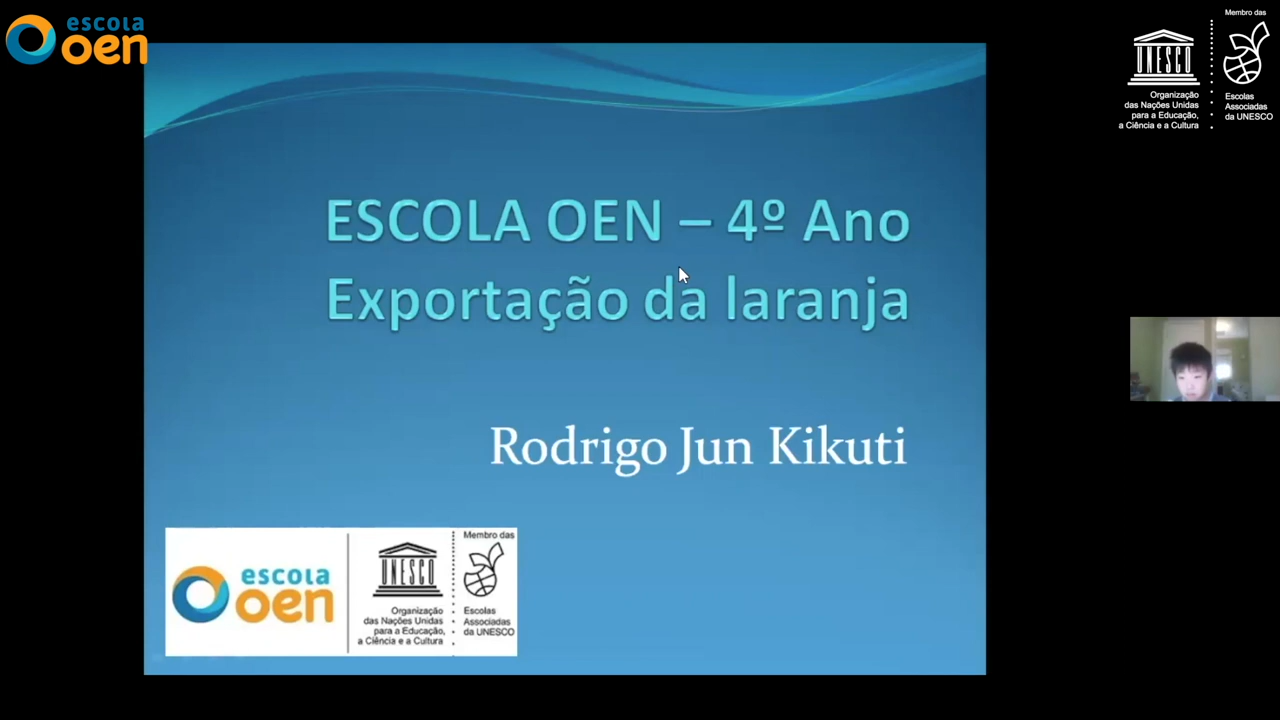 escola
oen
Membro das
UNESCO
Organização
das Nações Unidas
para a Educação,
a Ciência e a Cultura
Escolas
Associadas
da UNESCO
ESCOLA OEN – 4º Ano
Exportação da laranja
Rodrigo Jun Kikuti
escola
oen
Membro das
UNESCO
Organização
das Nações Unidas
para a Educação,
a Ciência e a Cultura
Escolas
Associadas
da UNESCO